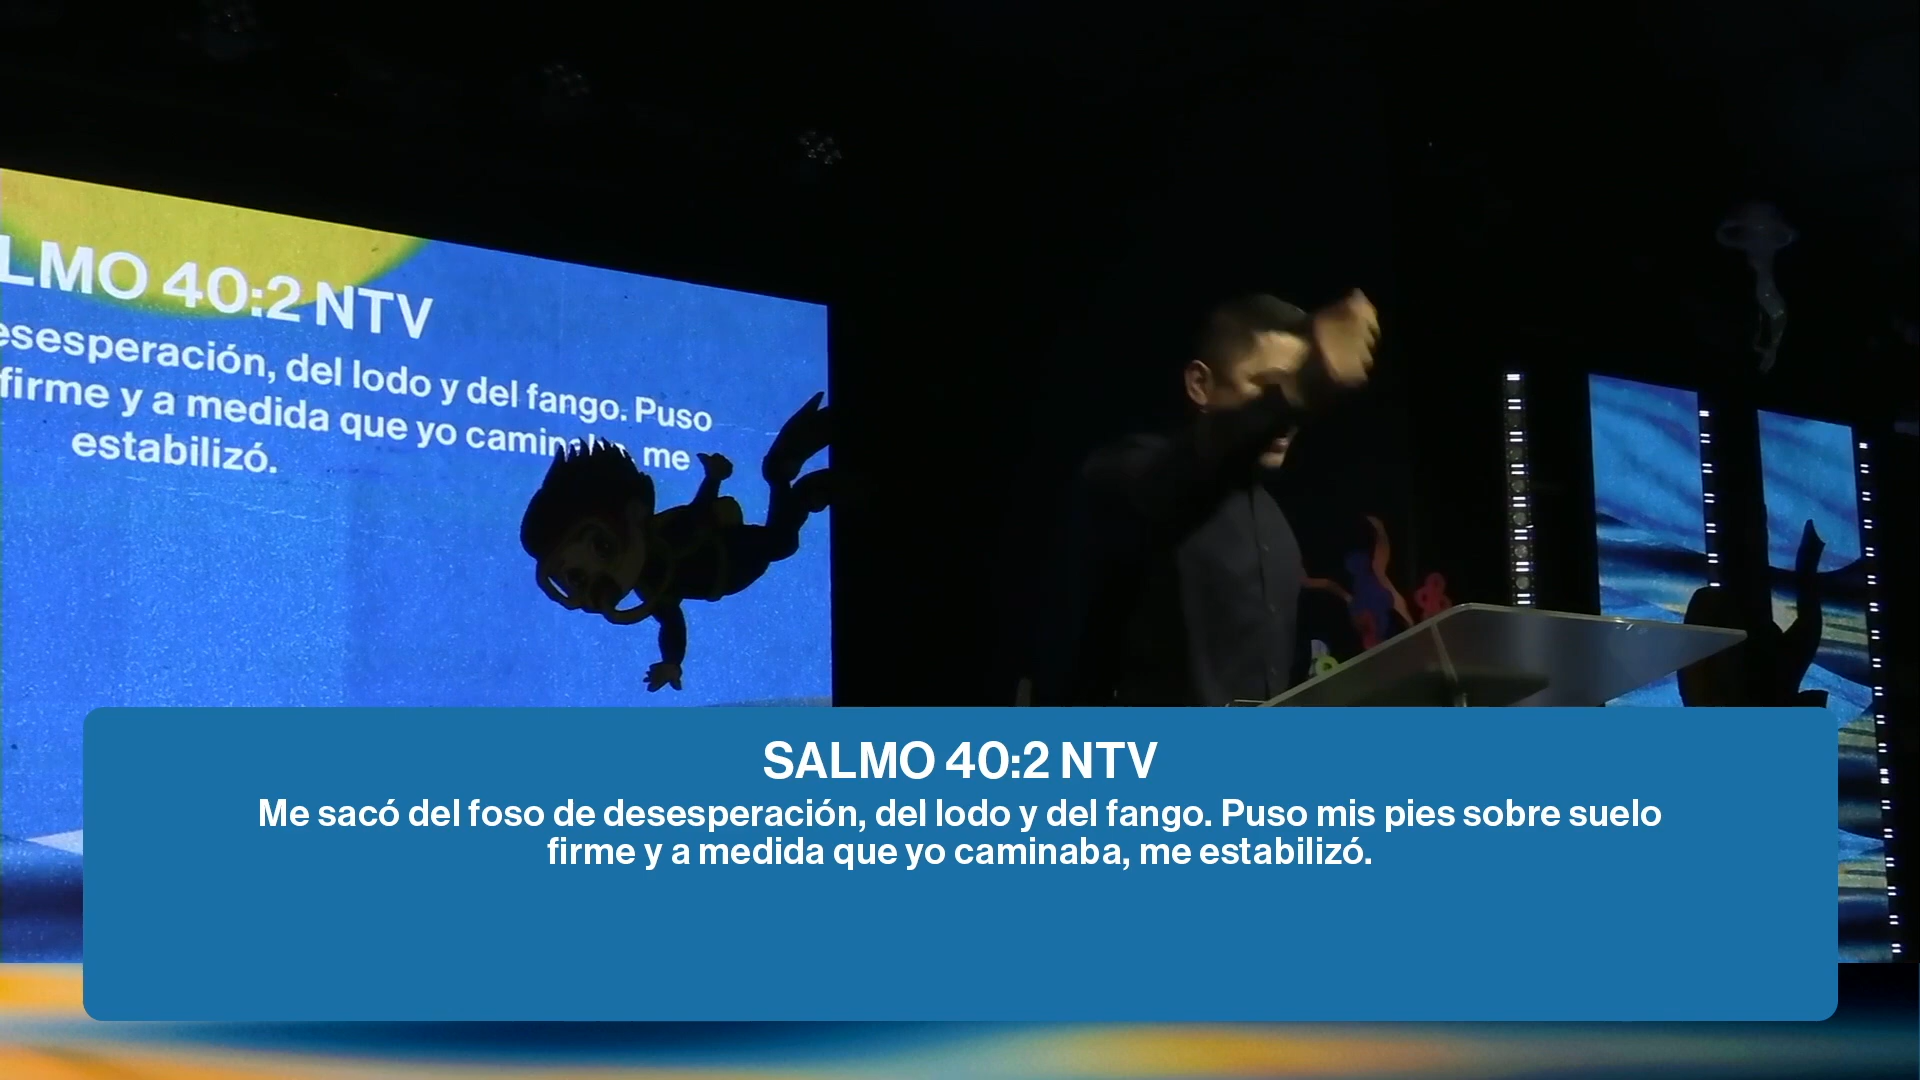 LMO 40:2 NTV
esesperación, del lodo y del fango. Puso
firme y a medida que yo me
estabilizó.
SALMO 40:2 NTV
Me sacó del foso de desesperación, del lodo y del fango. Puso mis pies sobre suelo
firme y a medida que yo caminaba, me estabilizó.